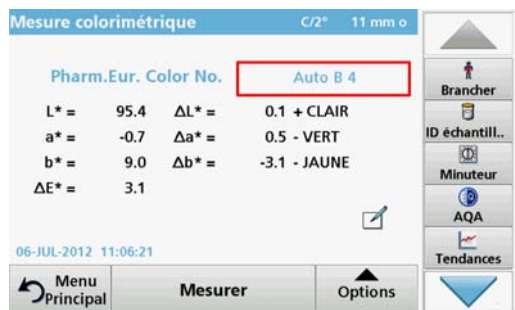 Mesure colorimétrique C/2° 11 mm o
Pharm.Eur. Color No. Auto B 4
L* = 95.4 ΔL* = 0.1 + CLAIR
a* = -0.7 Δa* = 0.5 - VERT
b* = 9.0 Δb* = -3.1 - JAUNE
ΔE* = 3.1
06-JUL-2012 11:06:21
Menu
Principal
Mesurer
Options
Brancher
ID échantill..
Minuteur
AQA
Tendances